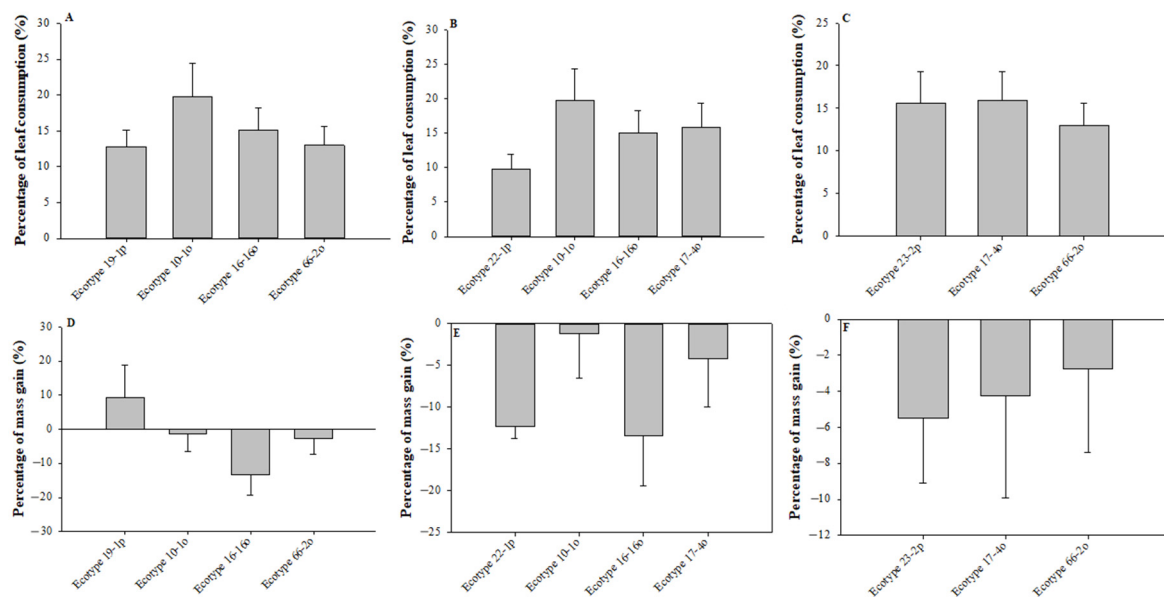 A
Percentage of leaf consumption (%)
30
25
20
15
10
5
0
Ecotype 19-1p
Ecotype 10-1o
Ecotype 16-16o
Ecotype 66-2o
B
Percentage of leaf consumption (%)
30
25
20
15
10
5
0
Ecotype 22-1p
Ecotype 10-1o
Ecotype 16-16o
Ecotype 17-4o
C
Percentage of leaf consumption (%)
25
20
15
10
5
0
Ecotype 23-2p
Ecotype 17-4o
Ecotype 66-2o
D
Percentage of mass gain (%)
30
20
10
0
−10
−20
−30
Ecotype 19-1p
Ecotype 10-1o
Ecotype 16-16o
Ecotype 66-2o
E
Percentage of mass gain (%)
0
−5
−10
−15
−20
−25
Ecotype 22-1p
Ecotype 10-1o
Ecotype 16-16o
Ecotype 17-4o
F
Percentage of mass gain (%)
0
−2
−4
−6
−8
−10
−12
Ecotype 23-2p
Ecotype 17-4o
Ecotype 66-2o